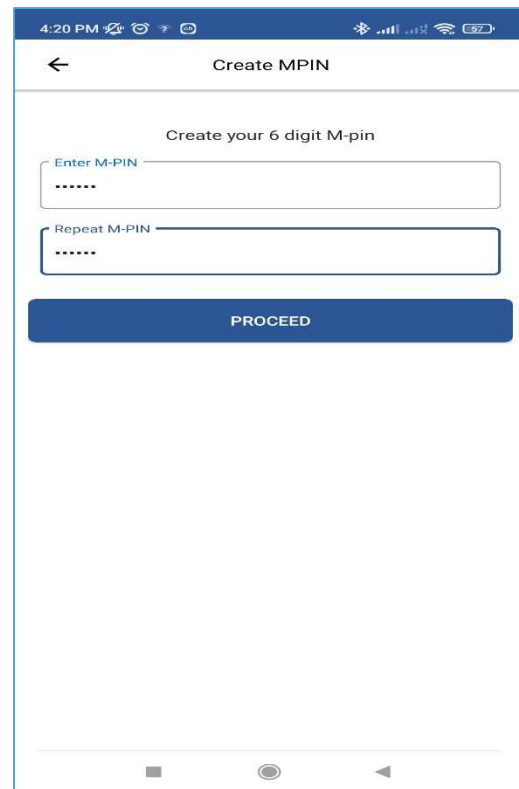 4:20 PM
57
Create MPIN
Create your 6 digit M-pin
Enter M-PIN
••••••
Repeat M-PIN
••••••
PROCEED